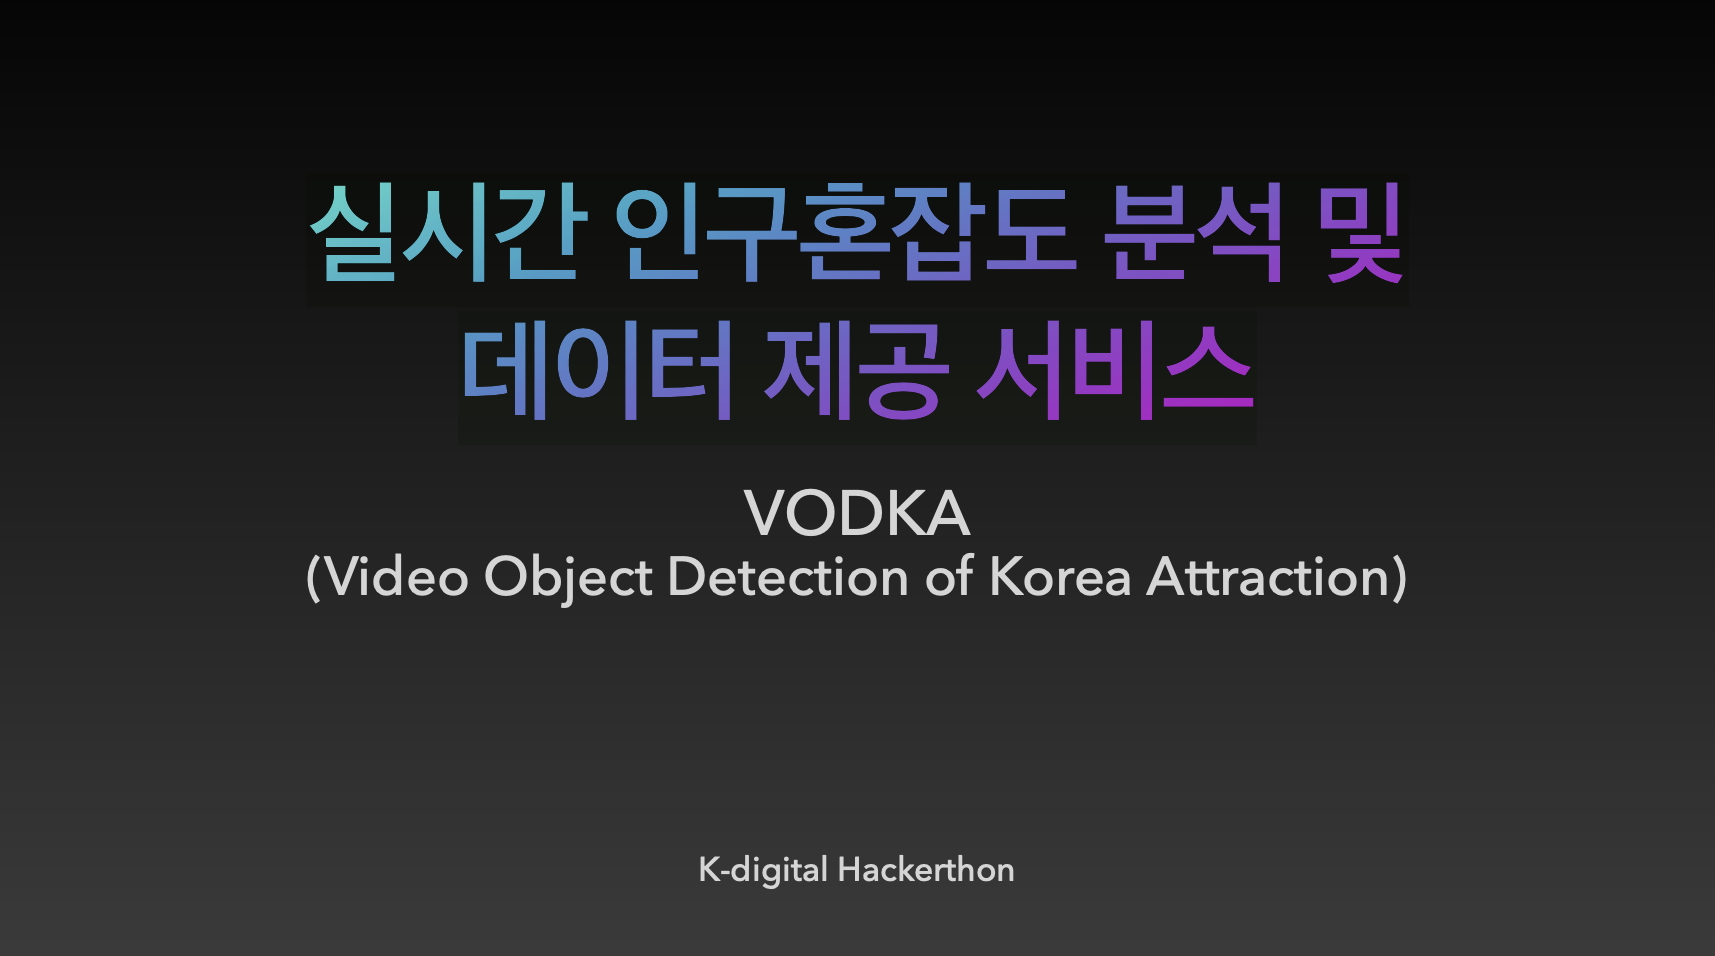 실시간 인구혼잡도 분석 및
데이터 제공 서비스
VODKA
(Video Object Detection of Korea Attraction)
K-digital Hackerthon